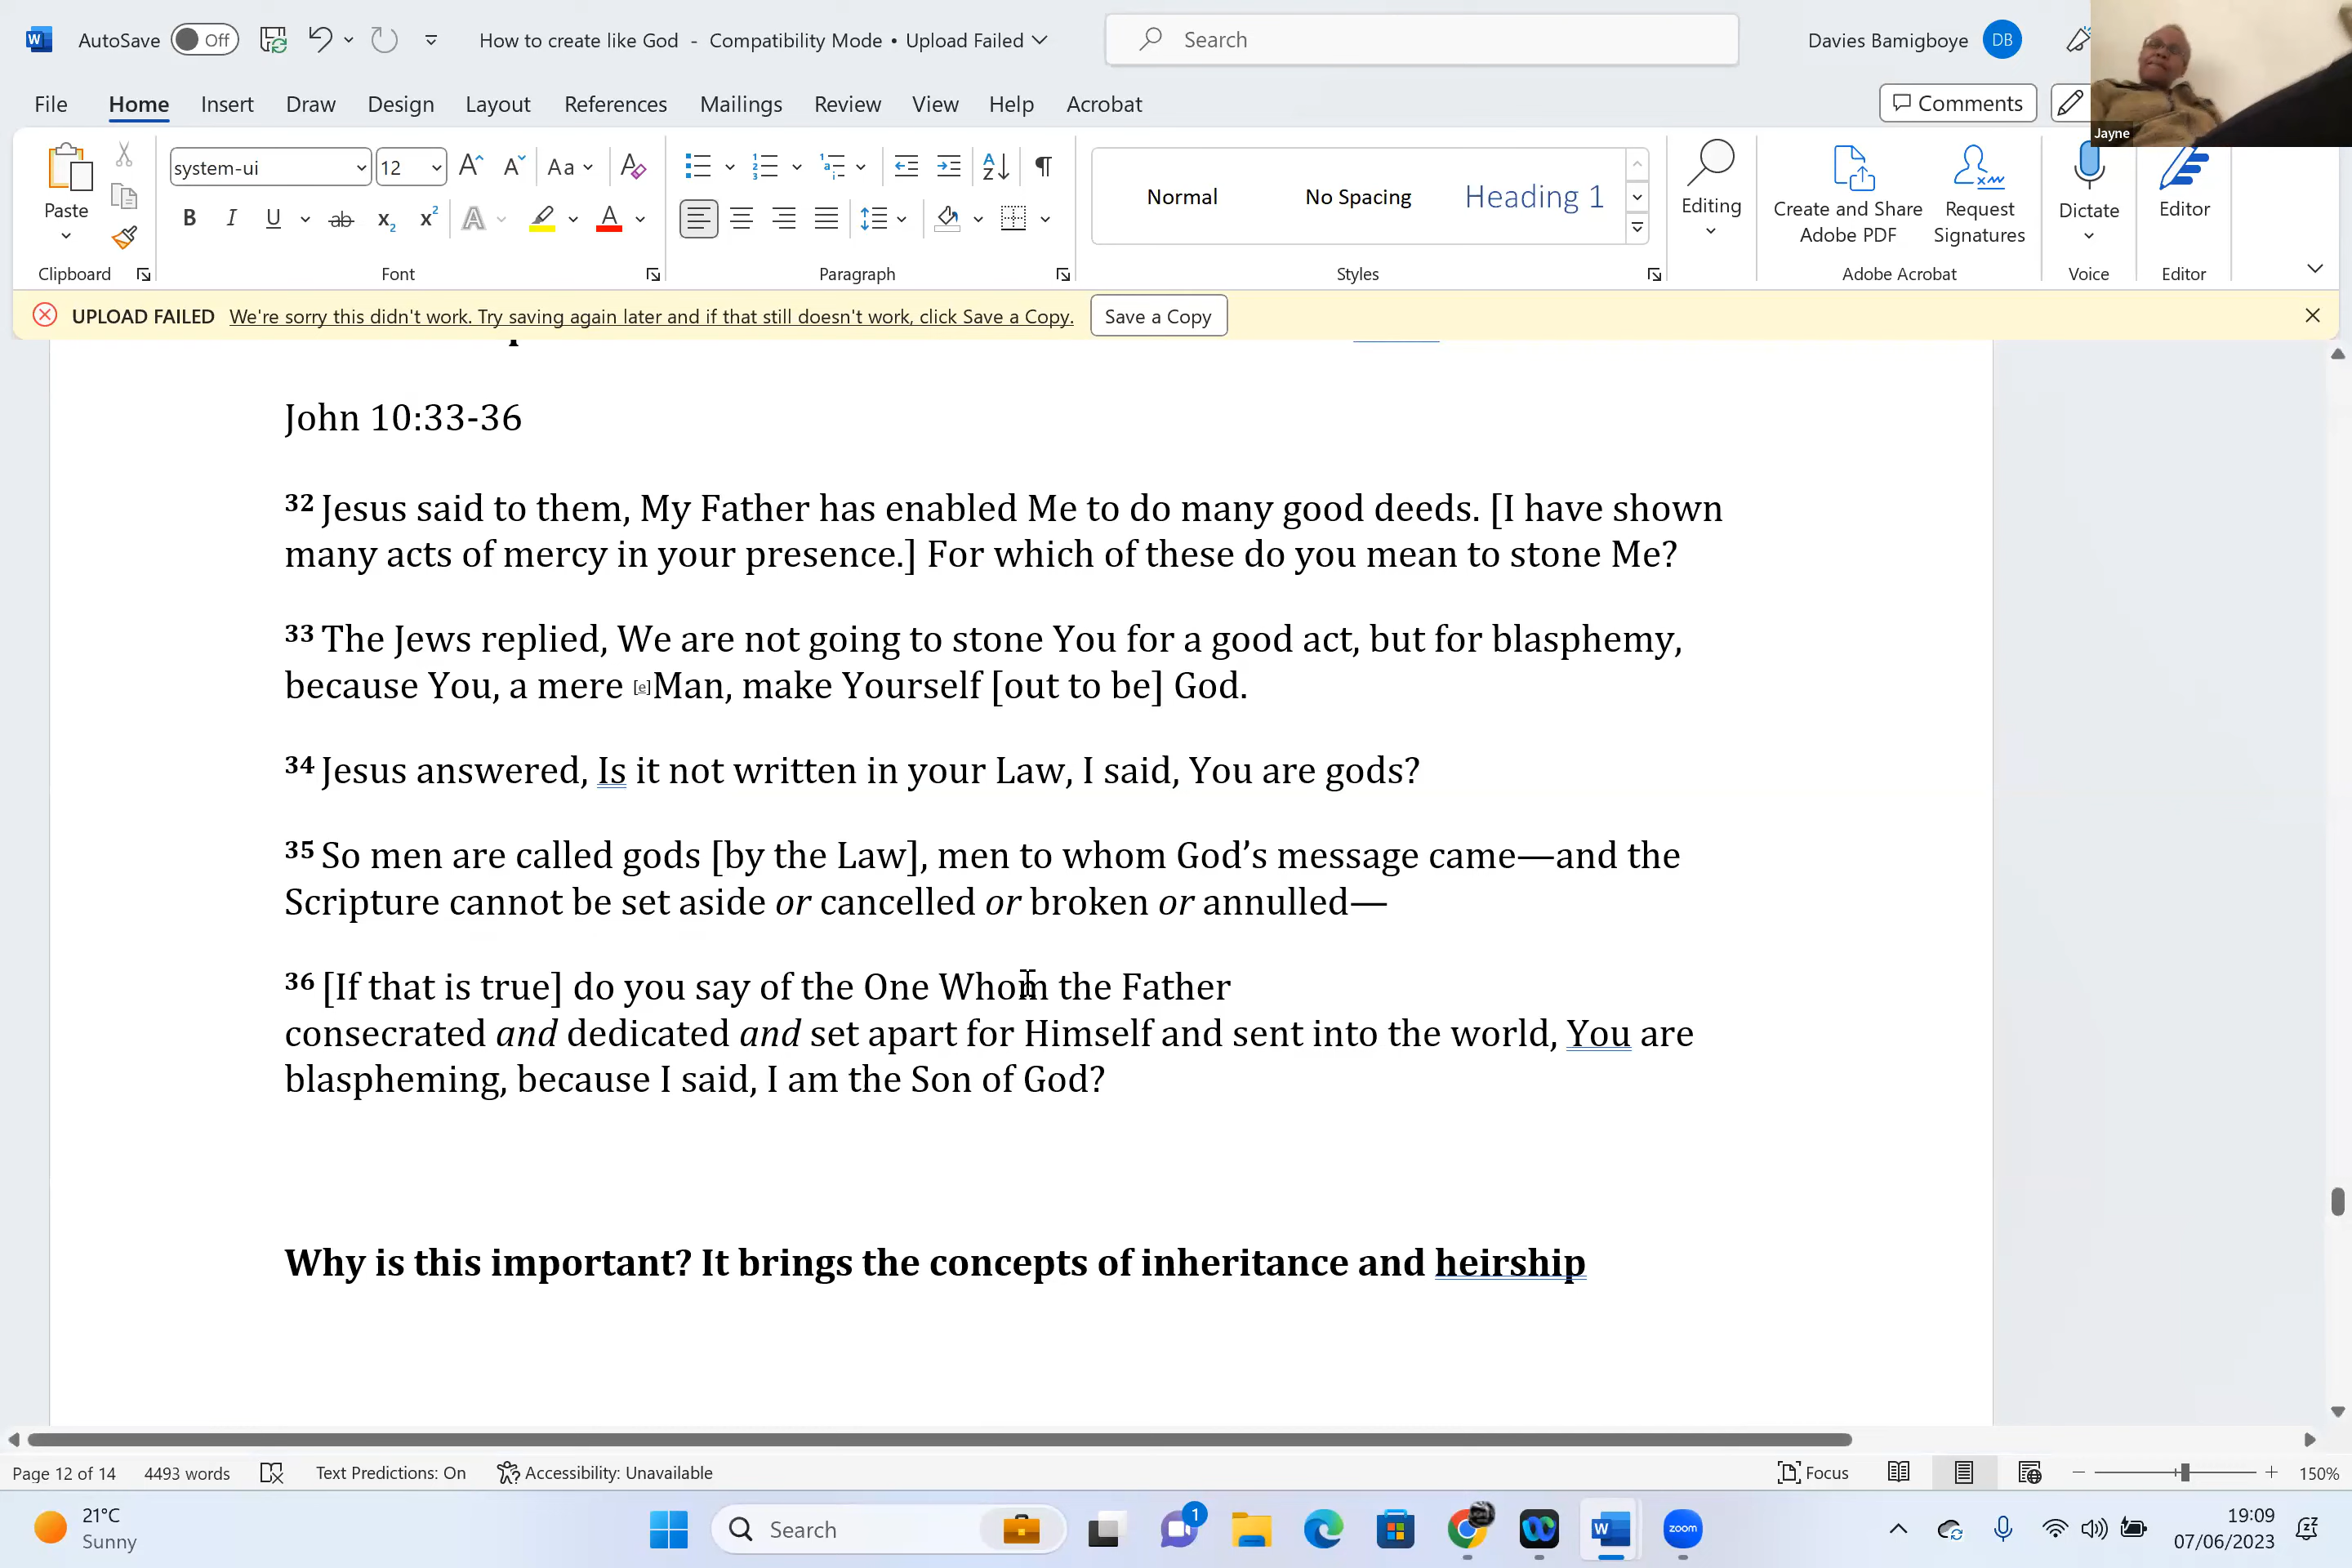 AutoSave Off How to create like God - Compatibility Mode • Upload Failed Search Davies Bamigboye DB
File Home Insert Draw Design Layout References Mailings Review View Help Acrobat Comments
Jayne
Paste
system-ui 12
Normal No Spacing Heading 1
Editing
Create and Share Adobe PDF
Request Signatures
Dictate
Editor
Clipboard Font Paragraph Styles Adobe Acrobat Voice Editor
UPLOAD FAILED We're sorry this didn't work. Try saving again later and if that still doesn't work, click Save a Copy. Save a Copy
John 10:33-36
32 Jesus said to them, My Father has enabled Me to do many good deeds. [I have shown
many acts of mercy in your presence.] For which of these do you mean to stone Me?
33 The Jews replied, We are not going to stone You for a good act, but for blasphemy,
because You, a mere [e]Man, make Yourself [out to be] God.
34 Jesus answered, Is it not written in your Law, I said, You are gods?
35 So men are called gods [by the Law], men to whom God’s message came—and the
Scripture cannot be set aside or cancelled or broken or annulled—
36 [If that is true] do you say of the One Whom the Father
consecrated and dedicated and set apart for Himself and sent into the world, You are
blaspheming, because I said, I am the Son of God?
Why is this important? It brings the concepts of inheritance and heirship
Page 12 of 14 4493 words Text Predictions: On Accessibility: Unavailable Focus 150%
21°C
Sunny
Search
1
zoom
19:09
07/06/2023